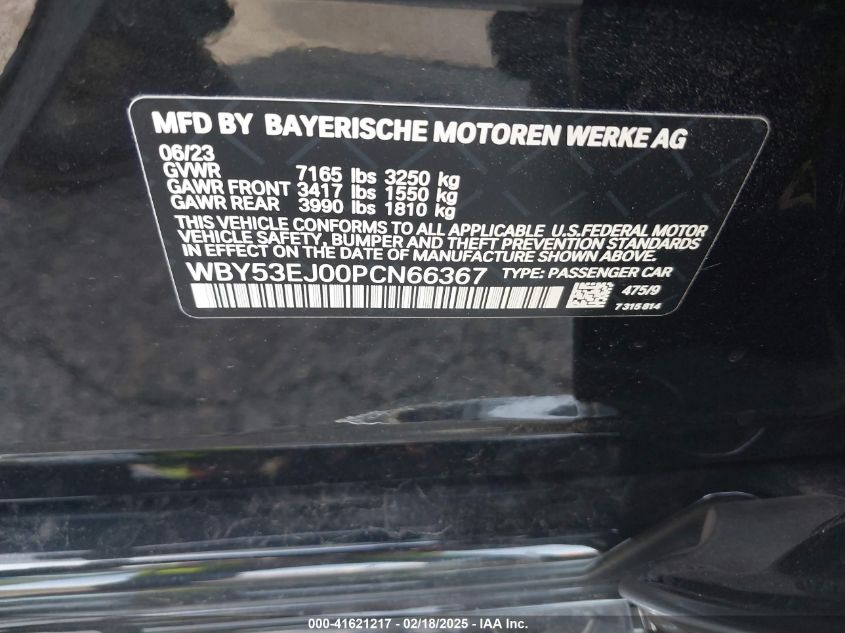 MFD BY BAYERISCHE MOTOREN WERKE AG
06/23
GVWR 7165 lbs 3250 kg
GAWR FRONT 3417 lbs 1550 kg
GAWR REAR 3990 lbs 1810 kg
THIS VEHICLE CONFORMS TO ALL APPLICABLE U.S.FEDERAL MOTOR
VEHICLE SAFETY, BUMPER AND THEFT PREVENTION STANDARDS
IN EFFECT ON THE DATE OF MANUFACTURE SHOWN ABOVE.
WBY53EJ00PCN66367 TYPE: PASSENGER CAR
475/9
7 315 814
000-41621217 - 02/18/2025 - IAA Inc.